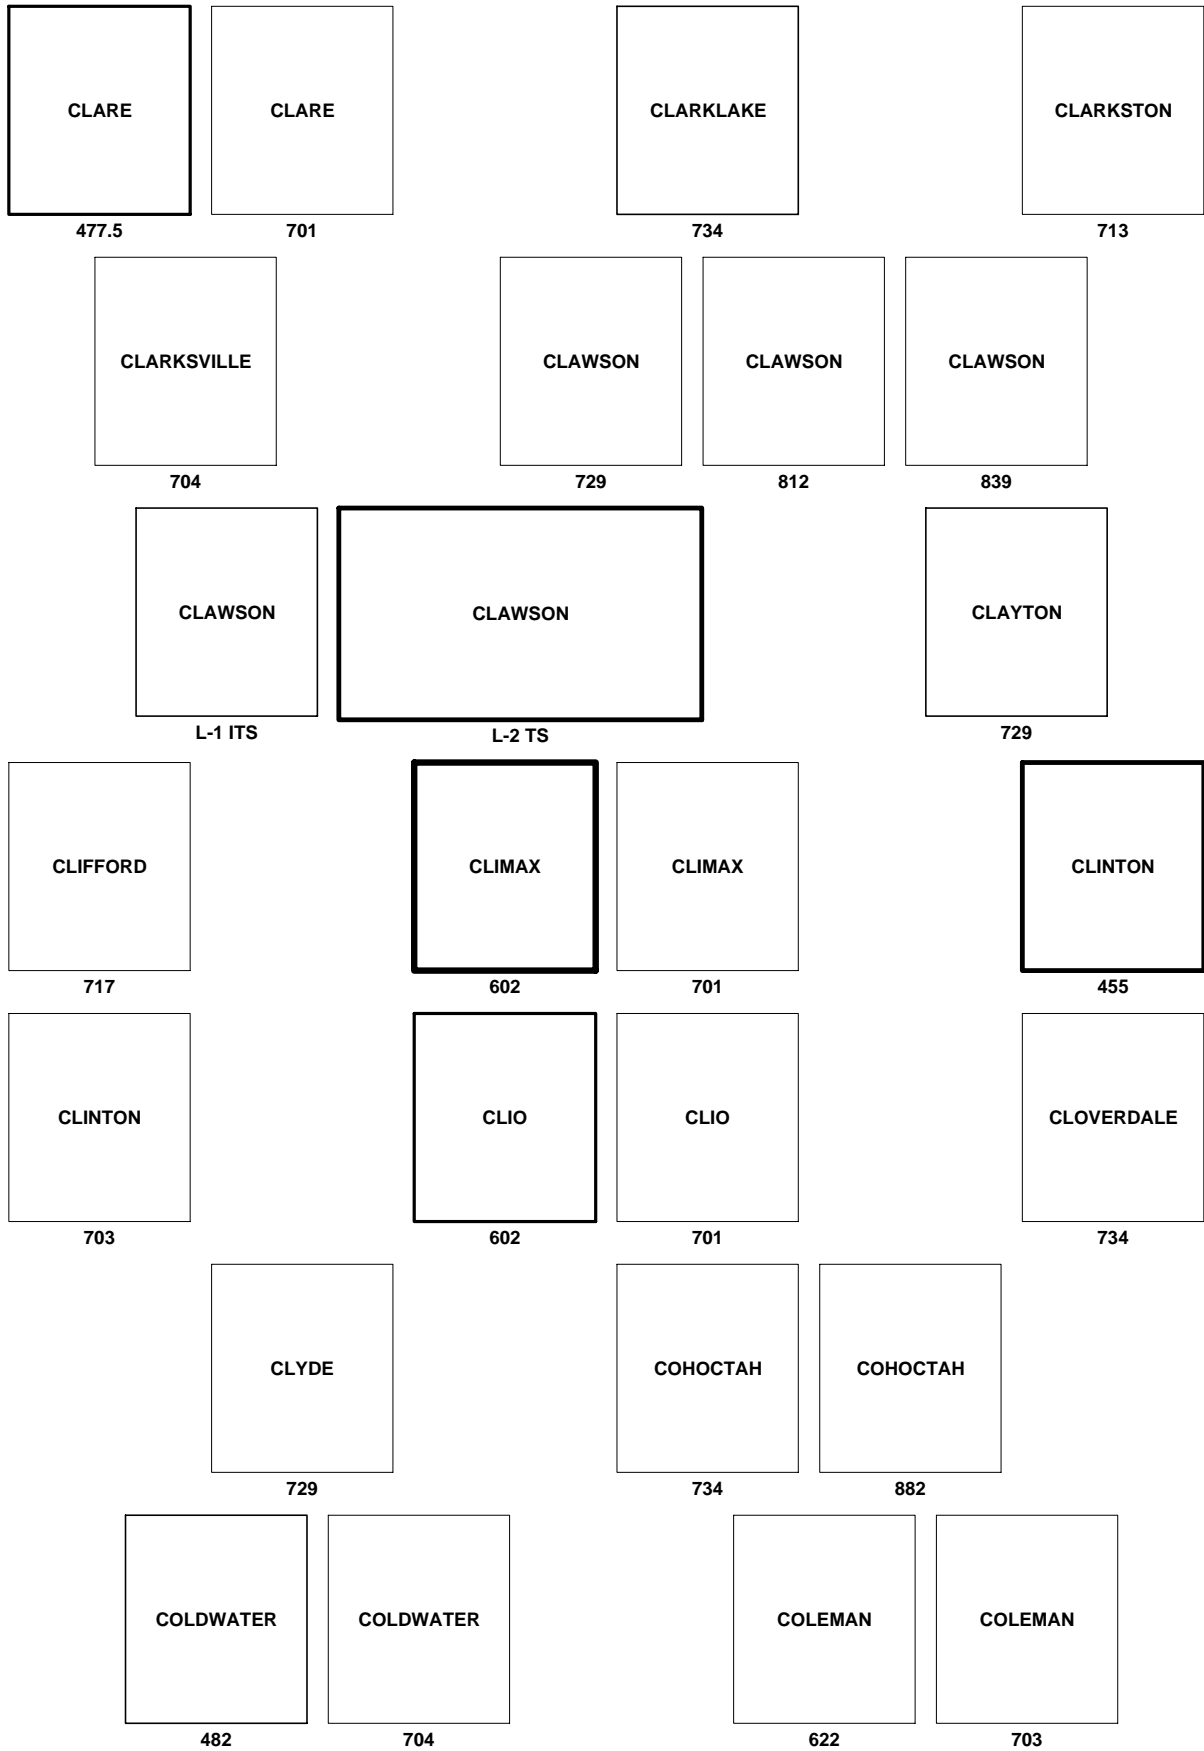 CLARE CLARE CLARKLAKE CLARKSTON
477.5 701 734 713
CLARKSVILLE CLAWSON CLAWSON CLAWSON
704 729 812 839
CLAWSON CLAWSON CLAYTON
L-1 ITS L-2 TS 729
CLIFFORD CLIMAX CLIMAX CLINTON
717 602 701 455
CLINTON CLIO CLIO CLOVERDALE
703 602 701 734
CLYDE COHOCTAH COHOCTAH
729 734 882
COLDWATER COLDWATER COLEMAN COLEMAN
482 704 622 703